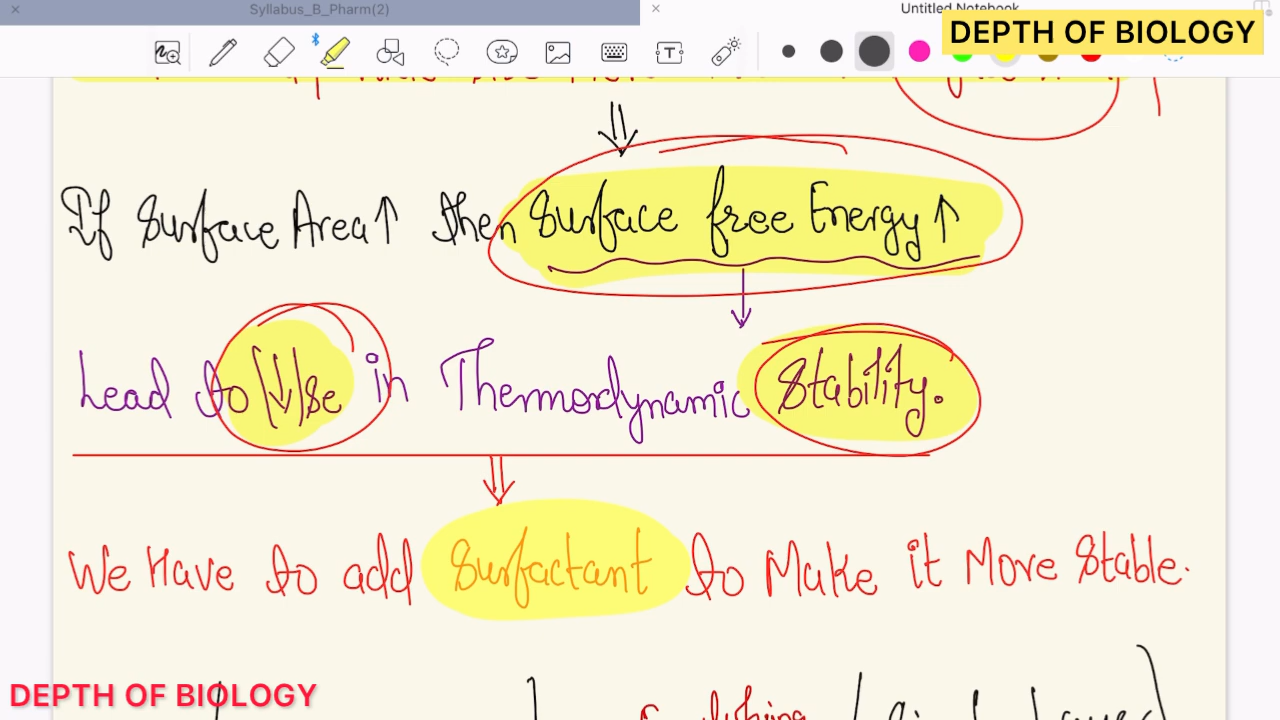 Syllabus_B_Pharm(2)
Untitled Notebook
DEPTH OF BIOLOGY
If Surface Area↑ then Surface free Energy↑
Lead to (↓)se in Thermodynamic Stability.
We Have to add Surfactant to Make it More Stable.
DEPTH OF BIOLOGY